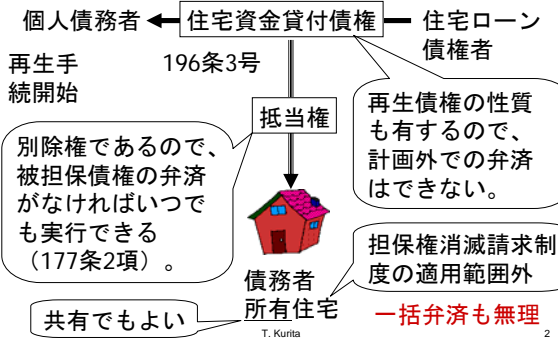 個人債務者
住宅資金貸付債権
住宅ローン
債権者
再生手
続開始
196条3号
抵当権
再生債権の性質
も有するので、
計画外での弁済
はできない。
別除権であるので、
被担保債権の弁済
がなければいつで
も実行できる
（177条2項）。
債務者
所有住宅
担保権消滅請求制
度の適用範囲外
共有でもよい
一括弁済も無理
T. Kurita
2